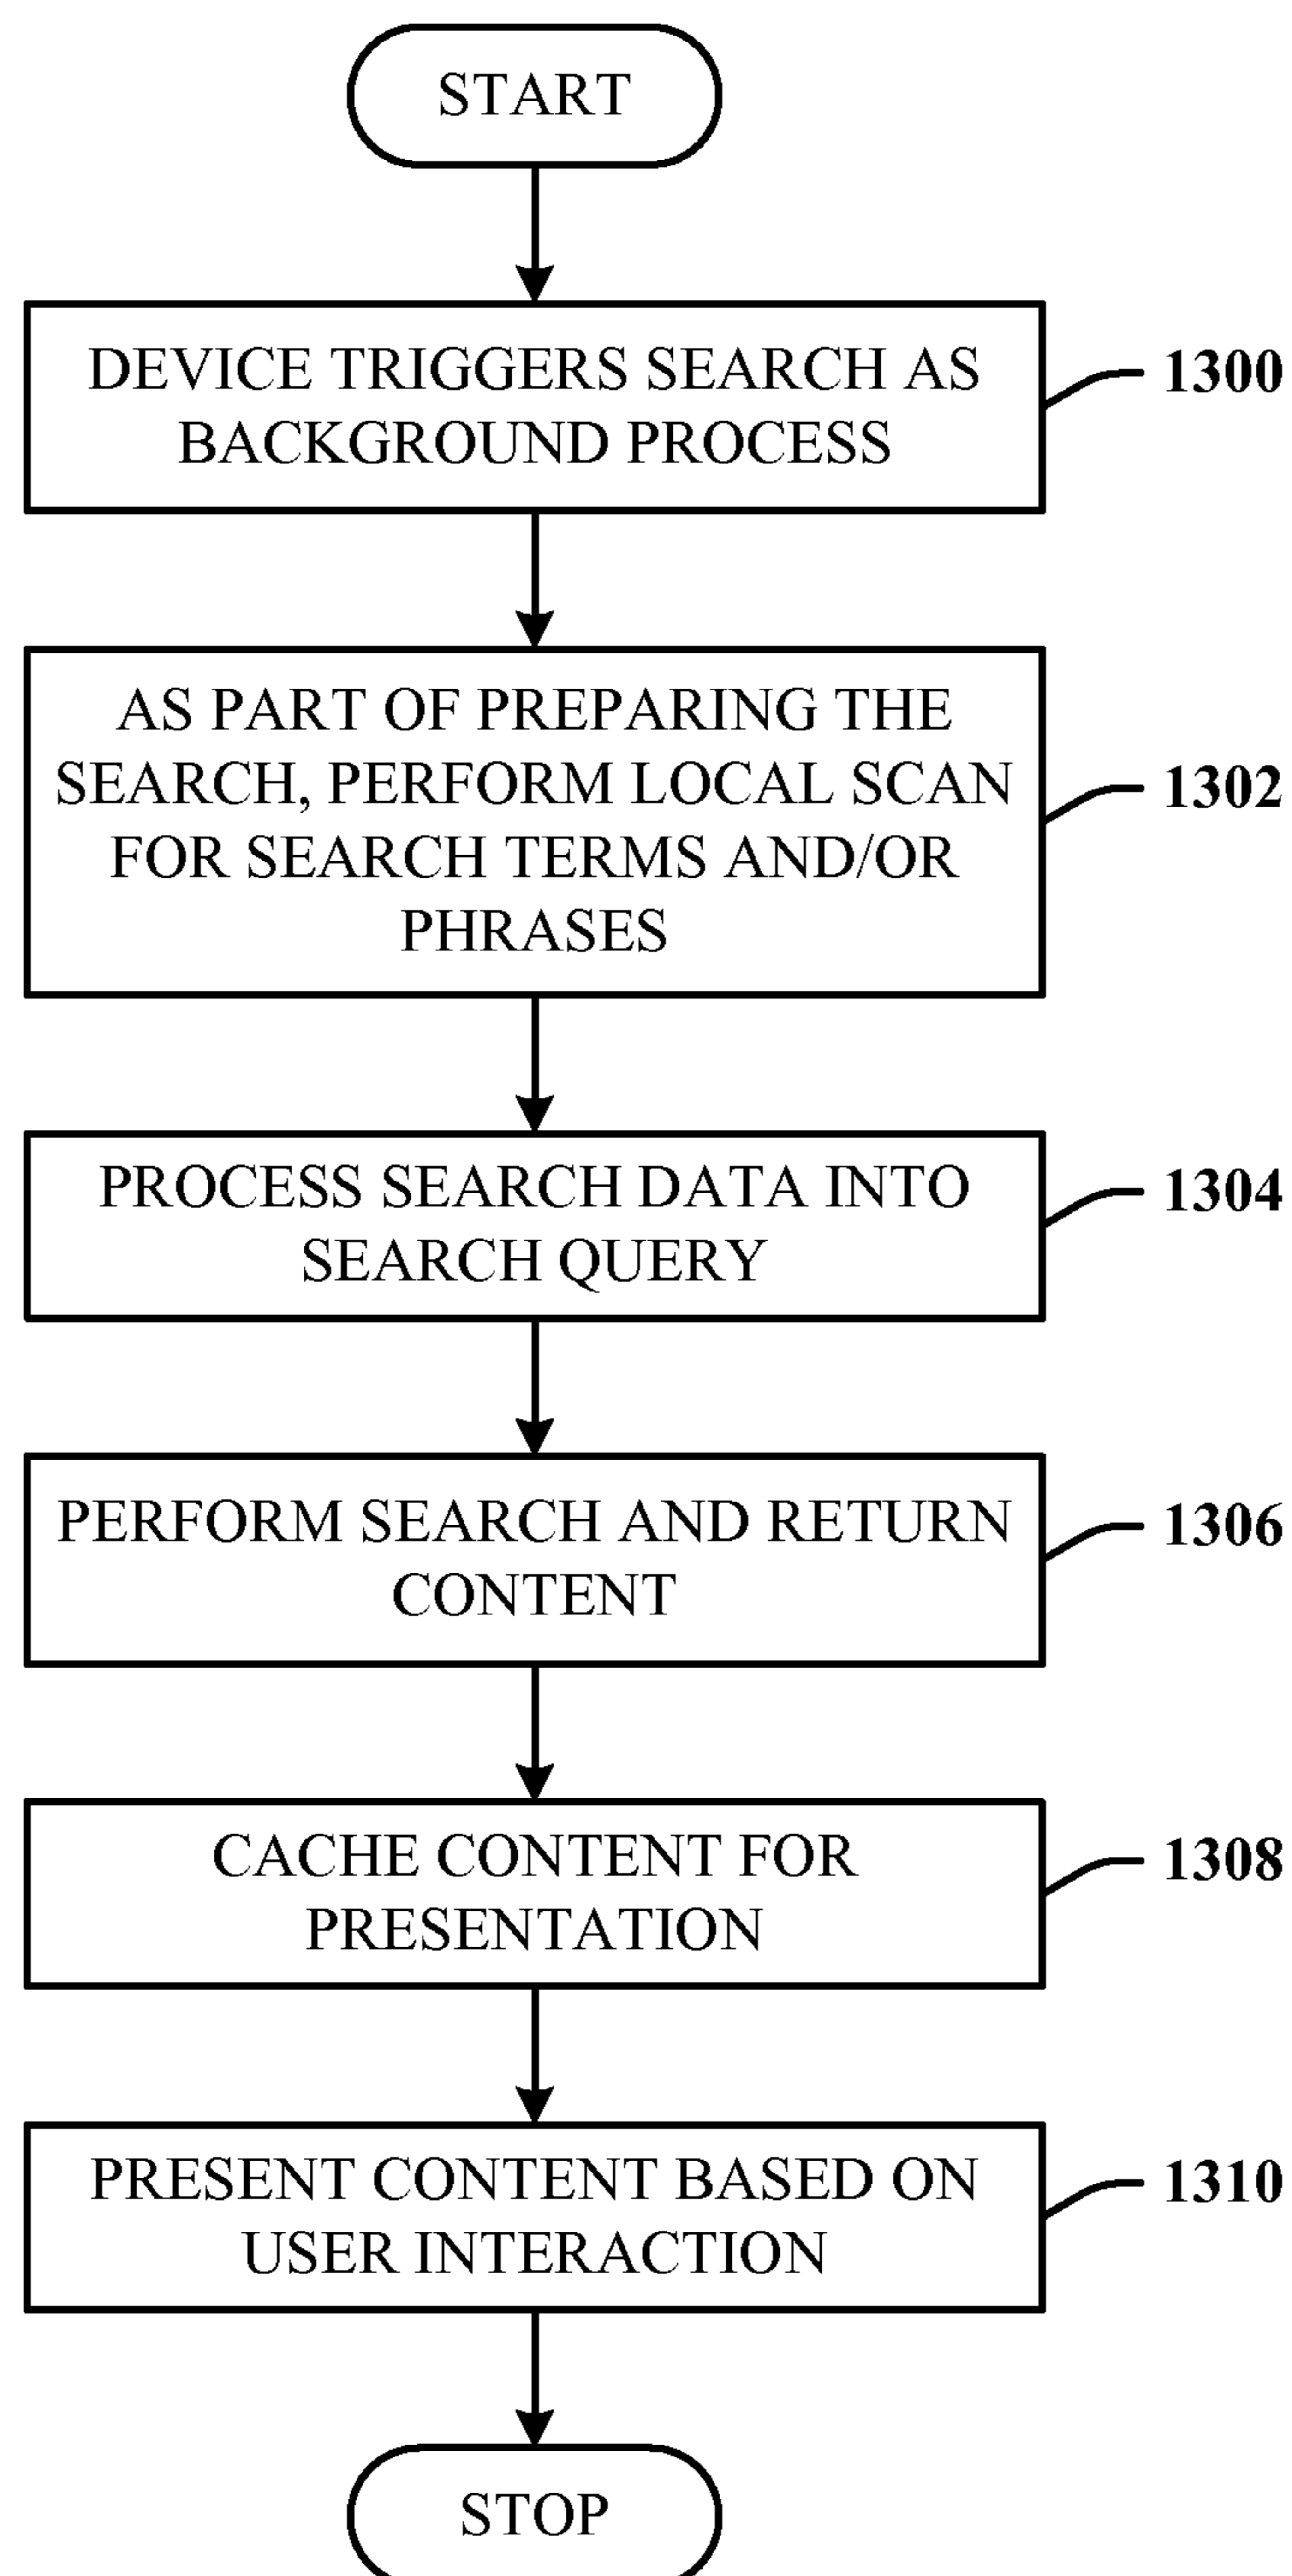 START
DEVICE TRIGGERS SEARCH AS
BACKGROUND PROCESS
1300
AS PART OF PREPARING THE
SEARCH, PERFORM LOCAL SCAN
FOR SEARCH TERMS AND/OR
PHRASES
1302
PROCESS SEARCH DATA INTO
SEARCH QUERY
1304
PERFORM SEARCH AND RETURN
CONTENT
1306
CACHE CONTENT FOR
PRESENTATION
1308
PRESENT CONTENT BASED ON
USER INTERACTION
1310
STOP